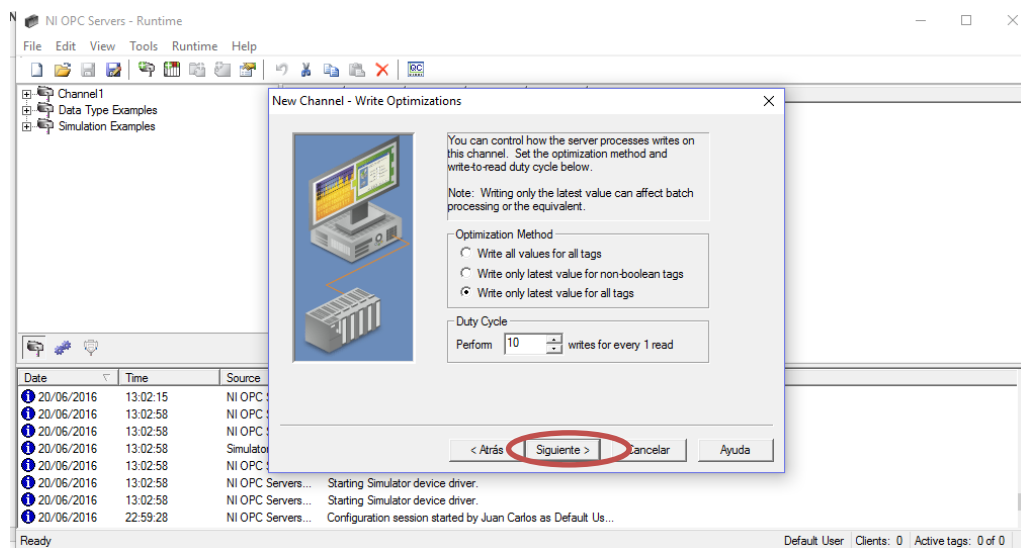 N
NI OPC Servers - Runtime
File Edit View Tools Runtime Help
Channel1
Data Type Examples
Simulation Examples
New Channel - Write Optimizations
You can control how the server processes writes on
this channel. Set the optimization method and
write-to-read duty cycle below.
Note: Writing only the latest value can affect batch
processing or the equivalent.
Optimization Method
Write all values for all tags
Write only latest value for non-boolean tags
Write only latest value for all tags
Duty Cycle
Perform 10 writes for every 1 read
< Atrás Siguiente > Cancelar Ayuda
Date Time Source
20/06/2016 13:02:15 NI OPC
20/06/2016 13:02:58 NI OPC
20/06/2016 13:02:58 NI OPC
20/06/2016 13:02:58 Simulator
20/06/2016 13:02:58 NI OPC
20/06/2016 13:02:58 NI OPC Servers... Starting Simulator device driver.
20/06/2016 13:02:58 NI OPC Servers... Starting Simulator device driver.
20/06/2016 22:59:28 NI OPC Servers... Configuration session started by Juan Carlos as Default Us...
Ready Default User Clients: 0 Active tags: 0 of 0